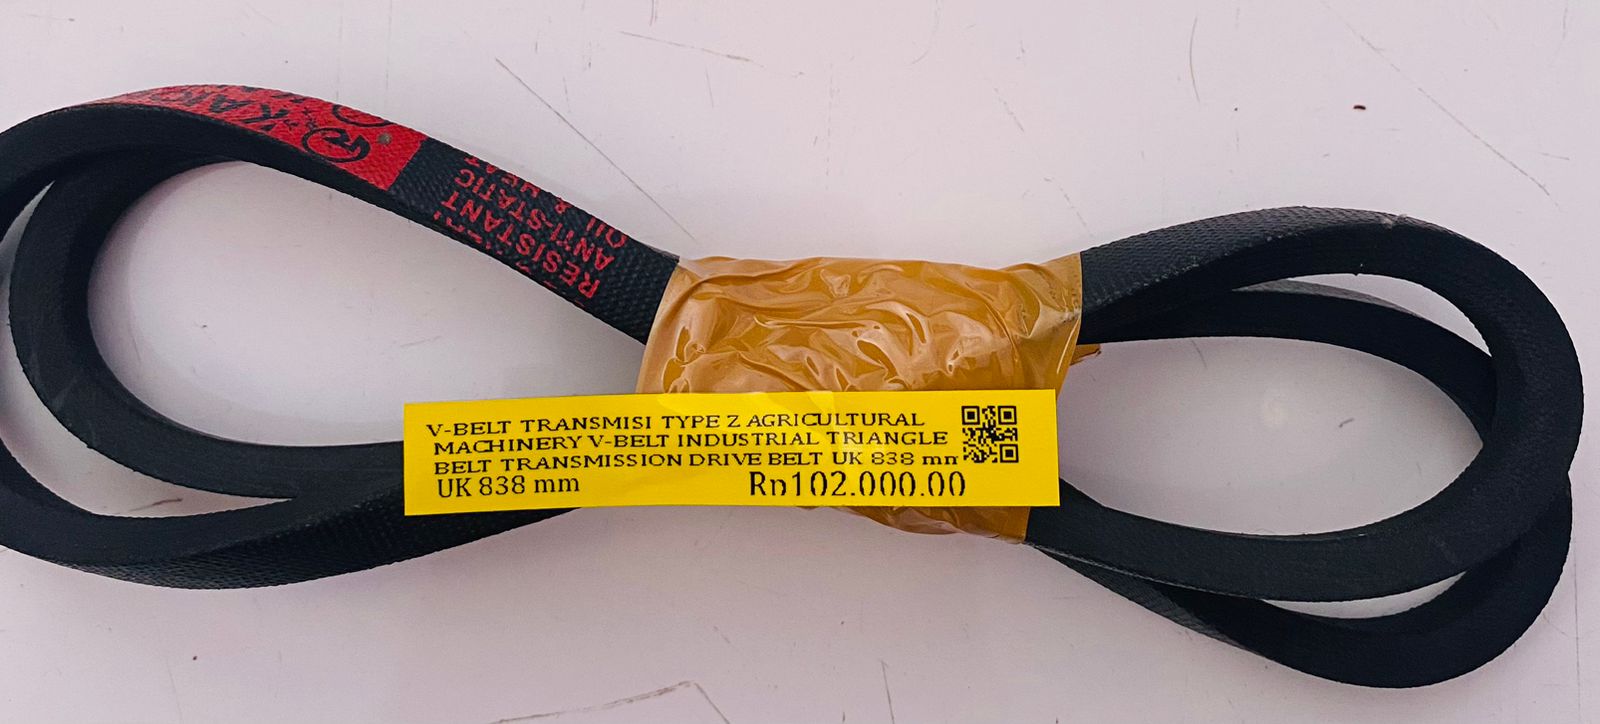 RESISTANT
ANTI-STATIC
OIL &
V-BELT TRANSMISI TYPE Z AGRICULTURAL
MACHINERY V-BELT INDUSTRIAL TRIANGLE
BELT TRANSMISSION DRIVE BELT UK 838 mm
UK 838 mm
Rp102.000.00